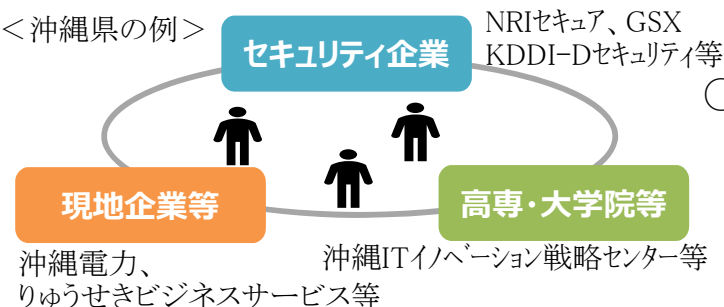 ＜沖縄県の例＞
セキュリティ企業
NRIセキュア、GSX
KDDI-Dセキュリティ等
現地企業等
高専・大学院等
沖縄電力、
りゅうせきビジネスサービス等
沖縄ITイノベーション戦略センター等